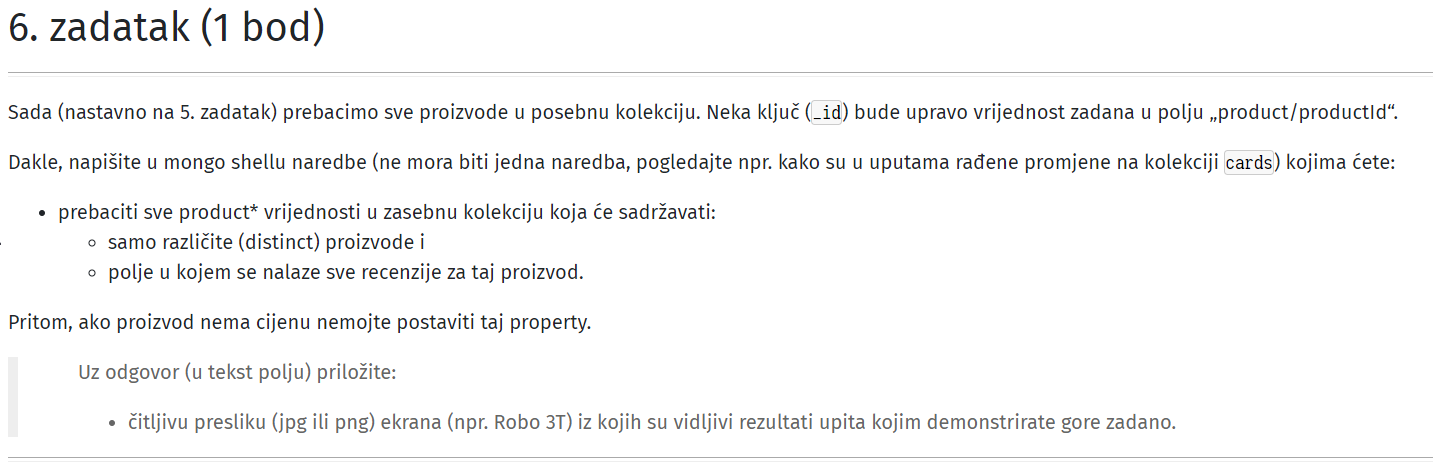 6. zadatak (1 bod)
Sada (nastavno na 5. zadatak) prebacimo sve proizvode u posebnu kolekciju. Neka ključ (_id) bude upravo vrijednost zadana u polju „product/productId“.
Dakle, napišite u mongo shellu naredbe (ne mora biti jedna naredba, pogledajte npr. kako su u uputama rađene promjene na kolekciji cards) kojima ćete:
• prebaciti sve product* vrijednosti u zasebnu kolekciju koja će sadržavati:
◦ samo različite (distinct) proizvode i
◦ polje u kojem se nalaze sve recenzije za taj proizvod.
Pritom, ako proizvod nema cijenu nemojte postaviti taj property.
Uz odgovor (u tekst polju) priložite:
• čitljivu presliku (jpg ili png) ekrana (npr. Robo 3T) iz kojih su vidljivi rezultati upita kojim demonstrirate gore zadano.